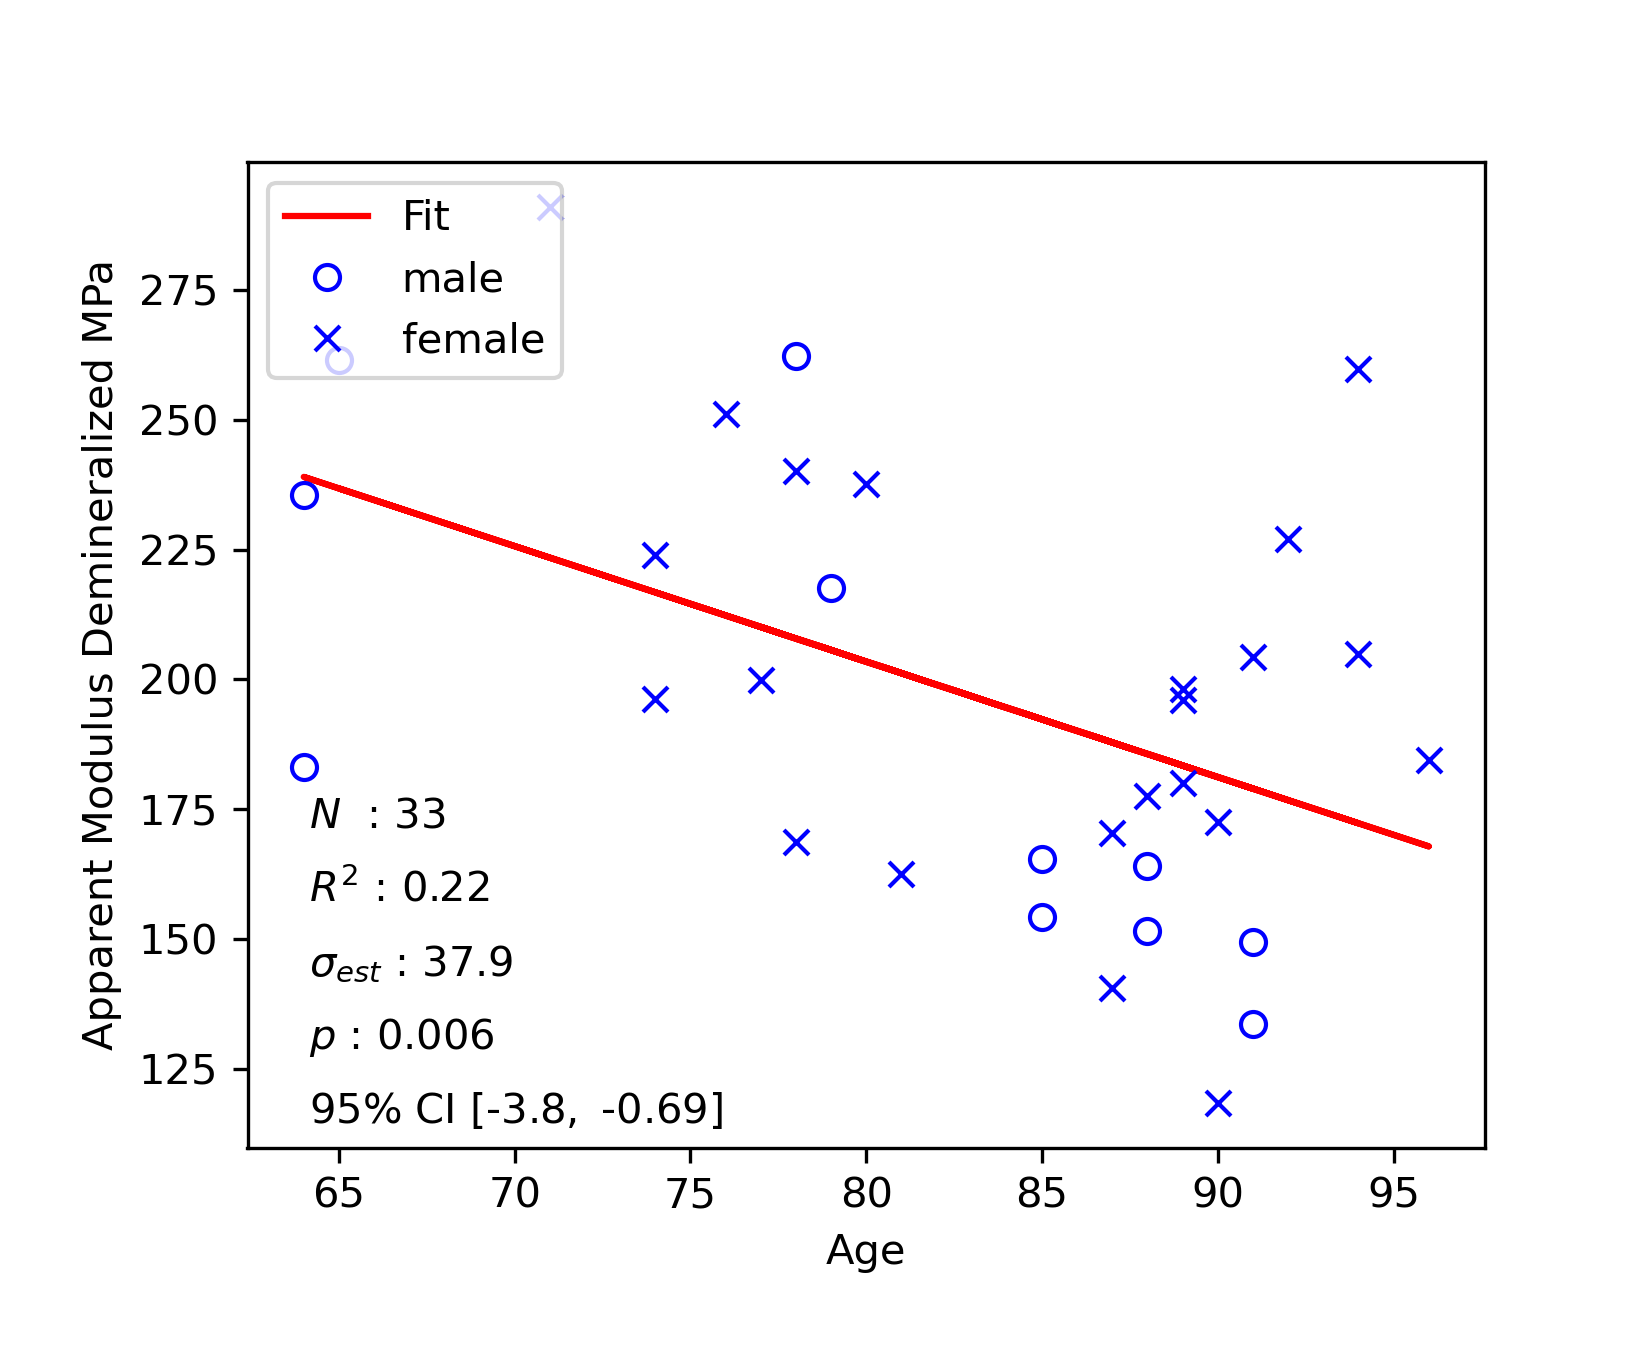 Fit
male
female
275
250
225
200
175
150
125
Apparent Modulus Demineralized MPa
N : 33
R² : 0.22
σest : 37.9
p : 0.006
95% CI [-3.8, -0.69]
65 70 75 80 85 90 95
Age